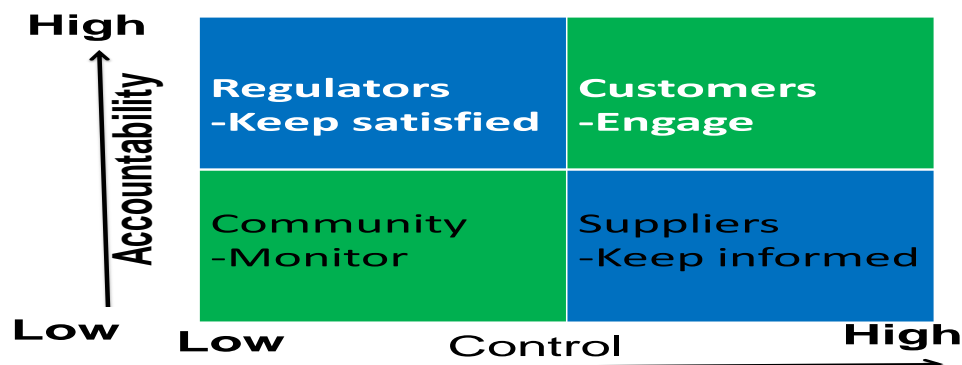 High
Accountability
Regulators
-Keep satisfied
Customers
-Engage
Community
-Monitor
Suppliers
-Keep informed
Low
Low
Control
High